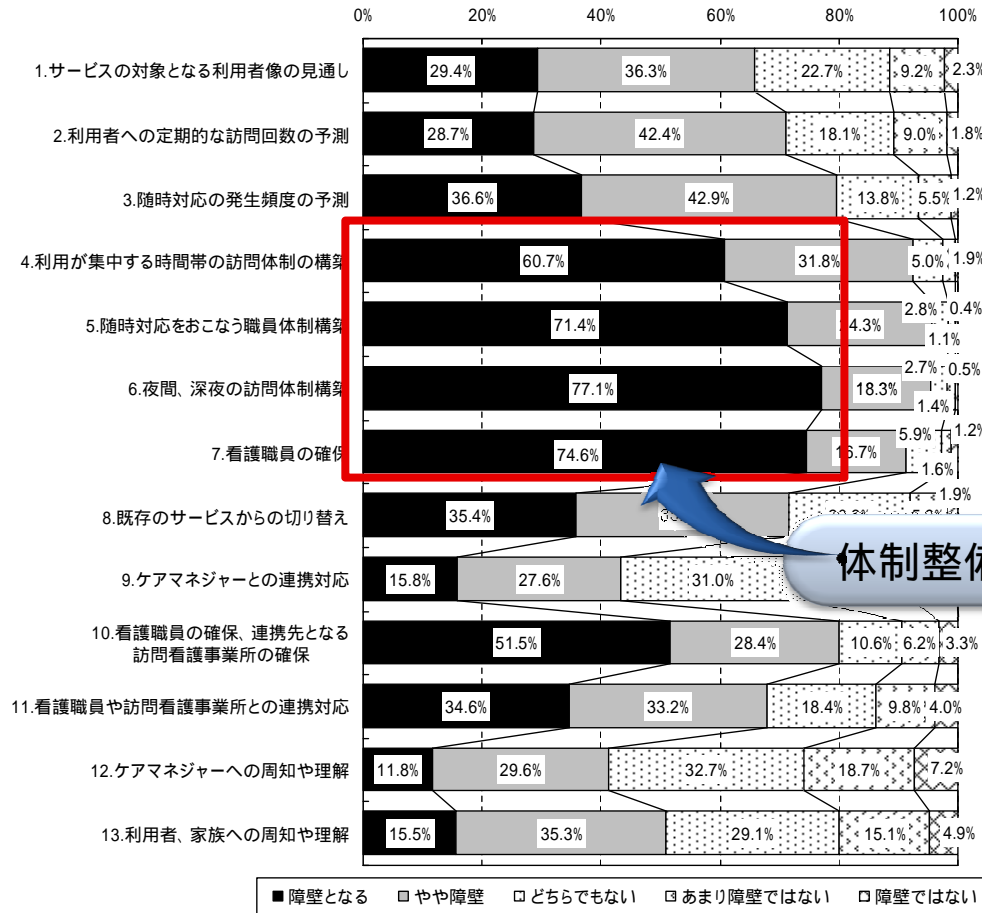 0% 20% 40% 60% 80% 100%
1.サービスの対象となる利用者像の見通し 29.4% 36.3% 22.7% 9.2% 2.3%
2.利用者への定期的な訪問回数の予測 28.7% 42.4% 18.1% 9.0% 1.8%
3.随時対応の発生頻度の予測 36.6% 42.9% 13.8% 5.5% 1.2%
4.利用が集中する時間帯の訪問体制の構築 60.7% 31.8% 5.0% 1.9%
5.随時対応をおこなう職員体制構築 71.4% 24.3% 2.8% 1.1% 0.4%
6.夜間、深夜の訪問体制構築 77.1% 18.3% 2.7% 1.4% 0.5%
7.看護職員の確保 74.6% 16.7% 5.9% 1.6% 1.2%
8.既存のサービスからの切り替え 35.4% 1.9%
9.ケアマネジャーとの連携対応 15.8% 27.6% 31.0%
体制整備
10.看護職員の確保、連携先となる
訪問看護事業所の確保 51.5% 28.4% 10.6% 6.2% 3.3%
11.看護職員や訪問看護事業所との連携対応 34.6% 33.2% 18.4% 9.8% 4.0%
12.ケアマネジャーへの周知や理解 11.8% 29.6% 32.7% 18.7% 7.2%
13.利用者、家族への周知や理解 15.5% 35.3% 29.1% 15.1% 4.9%
障壁となる やや障壁 どちらでもない あまり障壁ではない 障壁ではない